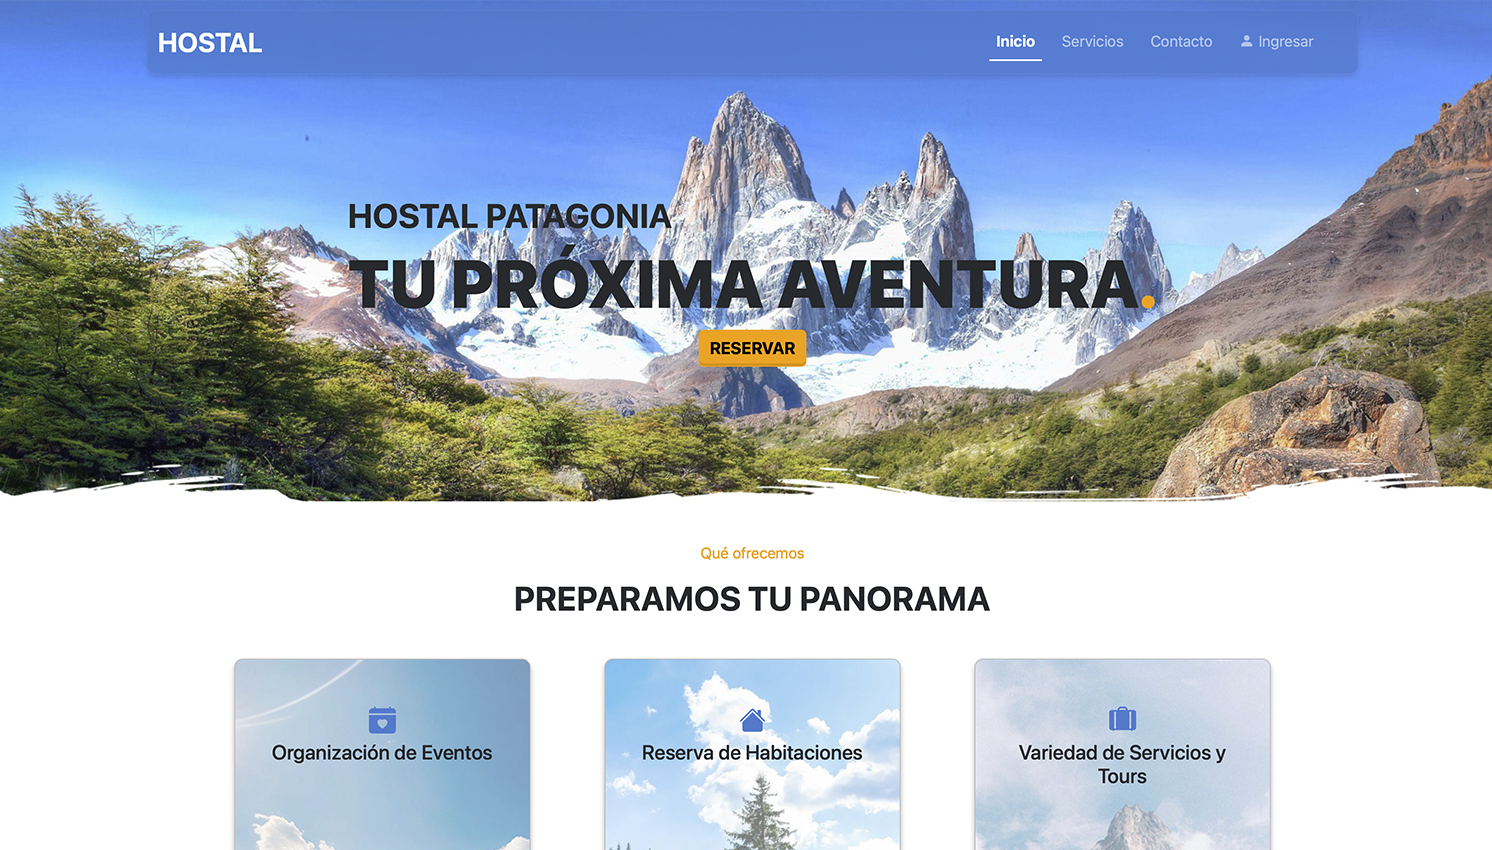 HOSTAL
Inicio
Servicios
Contacto
Ingresar
HOSTAL PATAGONIA
TU PRÓXIMA AVENTURA.
RESERVAR
Qué ofrecemos
PREPARAMOS TU PANORAMA
Organización de Eventos
Reserva de Habitaciones
Variedad de Servicios y
Tours